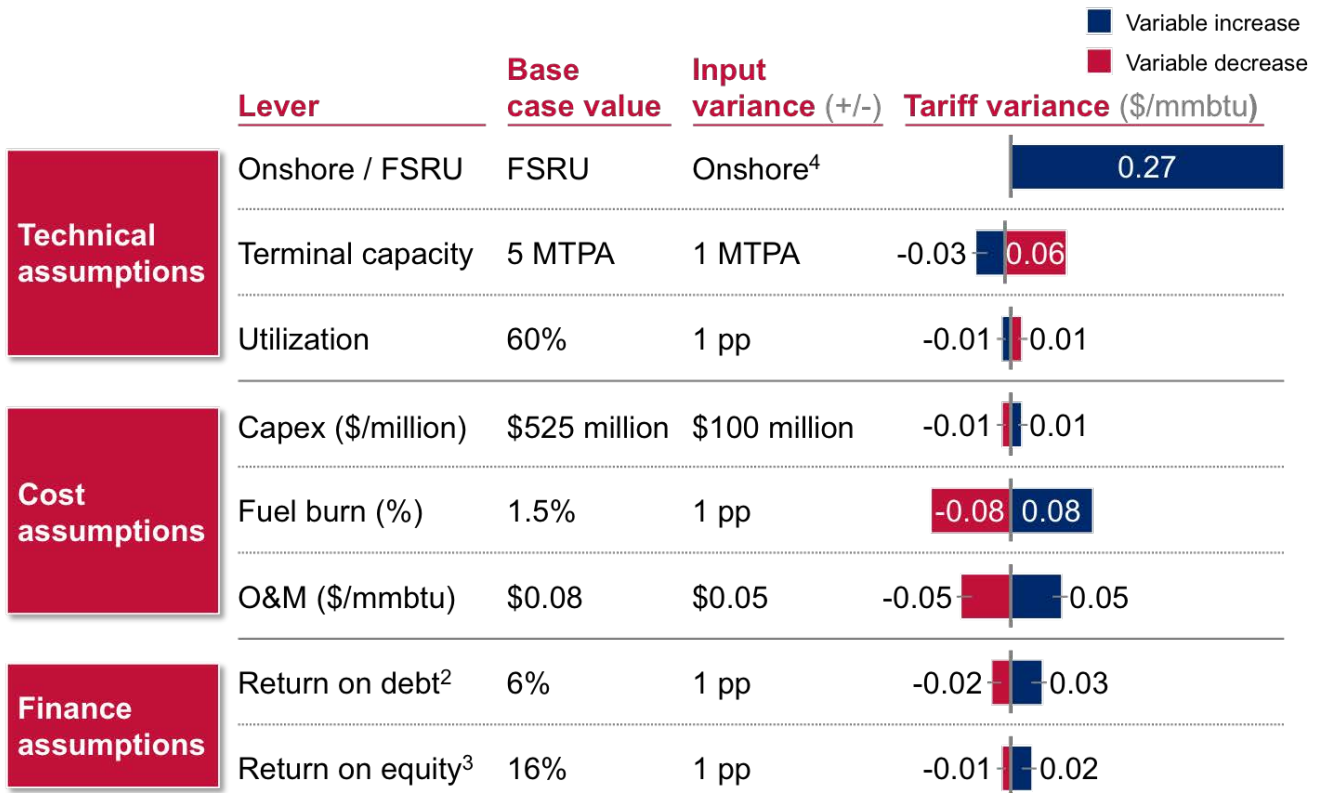 Variable increase
Variable decrease
Lever
Base
case value
Input
variance (+/-)
Tariff variance ($/mmbtu)
Technical
assumptions
Onshore / FSRU FSRU Onshore⁴ 0.27
Terminal capacity 5 MTPA 1 MTPA -0.03 0.06
Utilization 60% 1 pp -0.01 0.01
Cost
assumptions
Capex ($/million) $525 million $100 million -0.01 0.01
Fuel burn (%) 1.5% 1 pp -0.08 0.08
O&M ($/mmbtu) $0.08 $0.05 -0.05 0.05
Finance
assumptions
Return on debt² 6% 1 pp -0.02 0.03
Return on equity³ 16% 1 pp -0.01 0.02